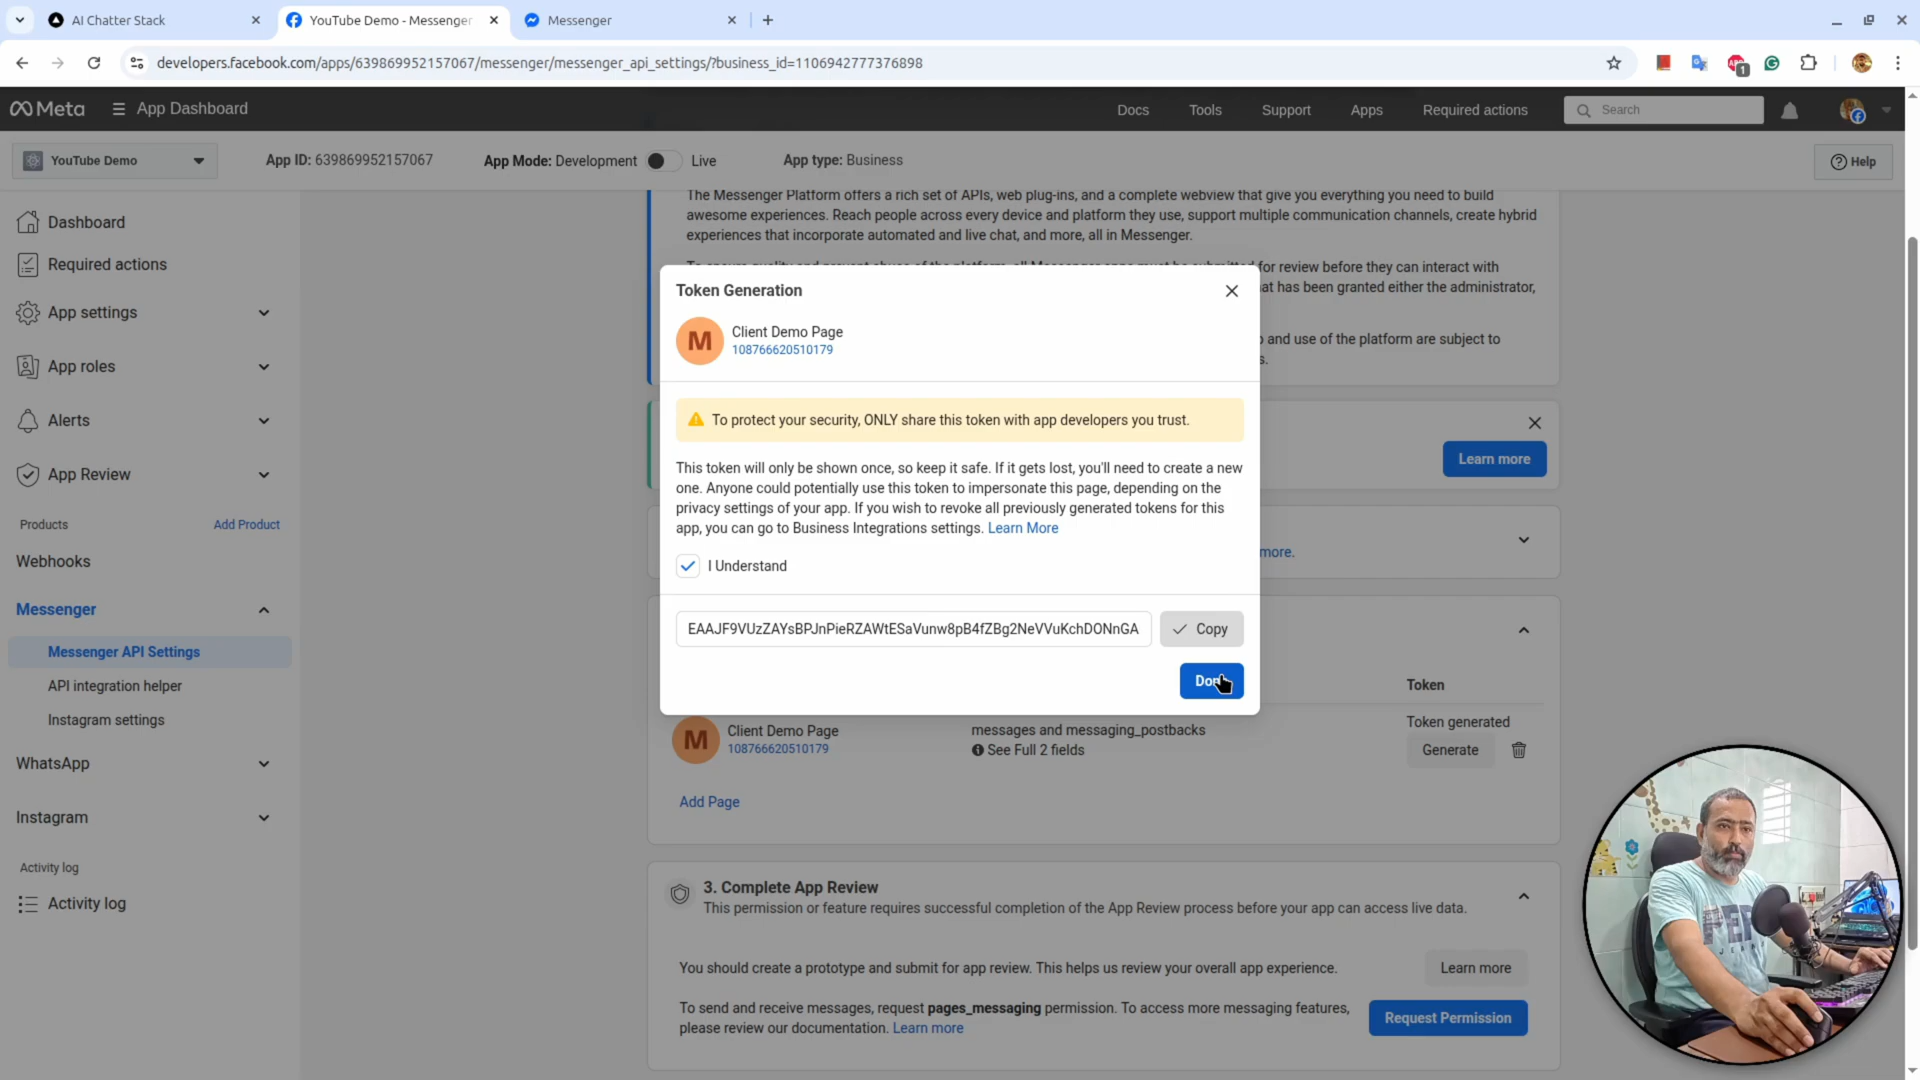 AI Chatter Stack
YouTube Demo - Messenger
Messenger
developers.facebook.com/apps/639869952157067/messenger/messenger_api_settings/?business_id=1106942777376898
1
Meta
App Dashboard
Docs
Tools
Support
Apps
Required actions
Search
YouTube Demo
App ID: 639869952157067
App Mode: Development
Live
App type: Business
Help
Dashboard
Required actions
App settings
App roles
Alerts
App Review
Products
Add Product
Webhooks
Messenger
Messenger API Settings
API integration helper
Instagram settings
WhatsApp
Instagram
Activity log
Activity log
The Messenger Platform offers a rich set of APIs, web plug-ins, and a complete webview that give you everything you need to build
awesome experiences. Reach people across every device and platform they use, support multiple communication channels, create hybrid
experiences that incorporate automated and live chat, and more, all in Messenger.
for review before they can interact with
at has been granted either the administrator,
and use of the platform are subject to
Learn more
more.
Token Generation
M
Client Demo Page
108766620510179
To protect your security, ONLY share this token with app developers you trust.
This token will only be shown once, so keep it safe. If it gets lost, you'll need to create a new
one. Anyone could potentially use this token to impersonate this page, depending on the
privacy settings of your app. If you wish to revoke all previously generated tokens for this
app, you can go to Business Integrations settings. Learn More
I Understand
EAAJF9VUzZAYsBPJnPieRZAWtESaVunw8pB4fZBg2NeVVuKchDONnGA
Copy
Token
M
Client Demo Page
108766620510179
messages and messaging_postbacks
See Full 2 fields
Token generated
Generate
Add Page
3. Complete App Review
This permission or feature requires successful completion of the App Review process before your app can access live data.
You should create a prototype and submit for app review. This helps us review your overall app experience.
Learn more
To send and receive messages, request pages_messaging permission. To access more messaging features,
please review our documentation. Learn more
Request Permission